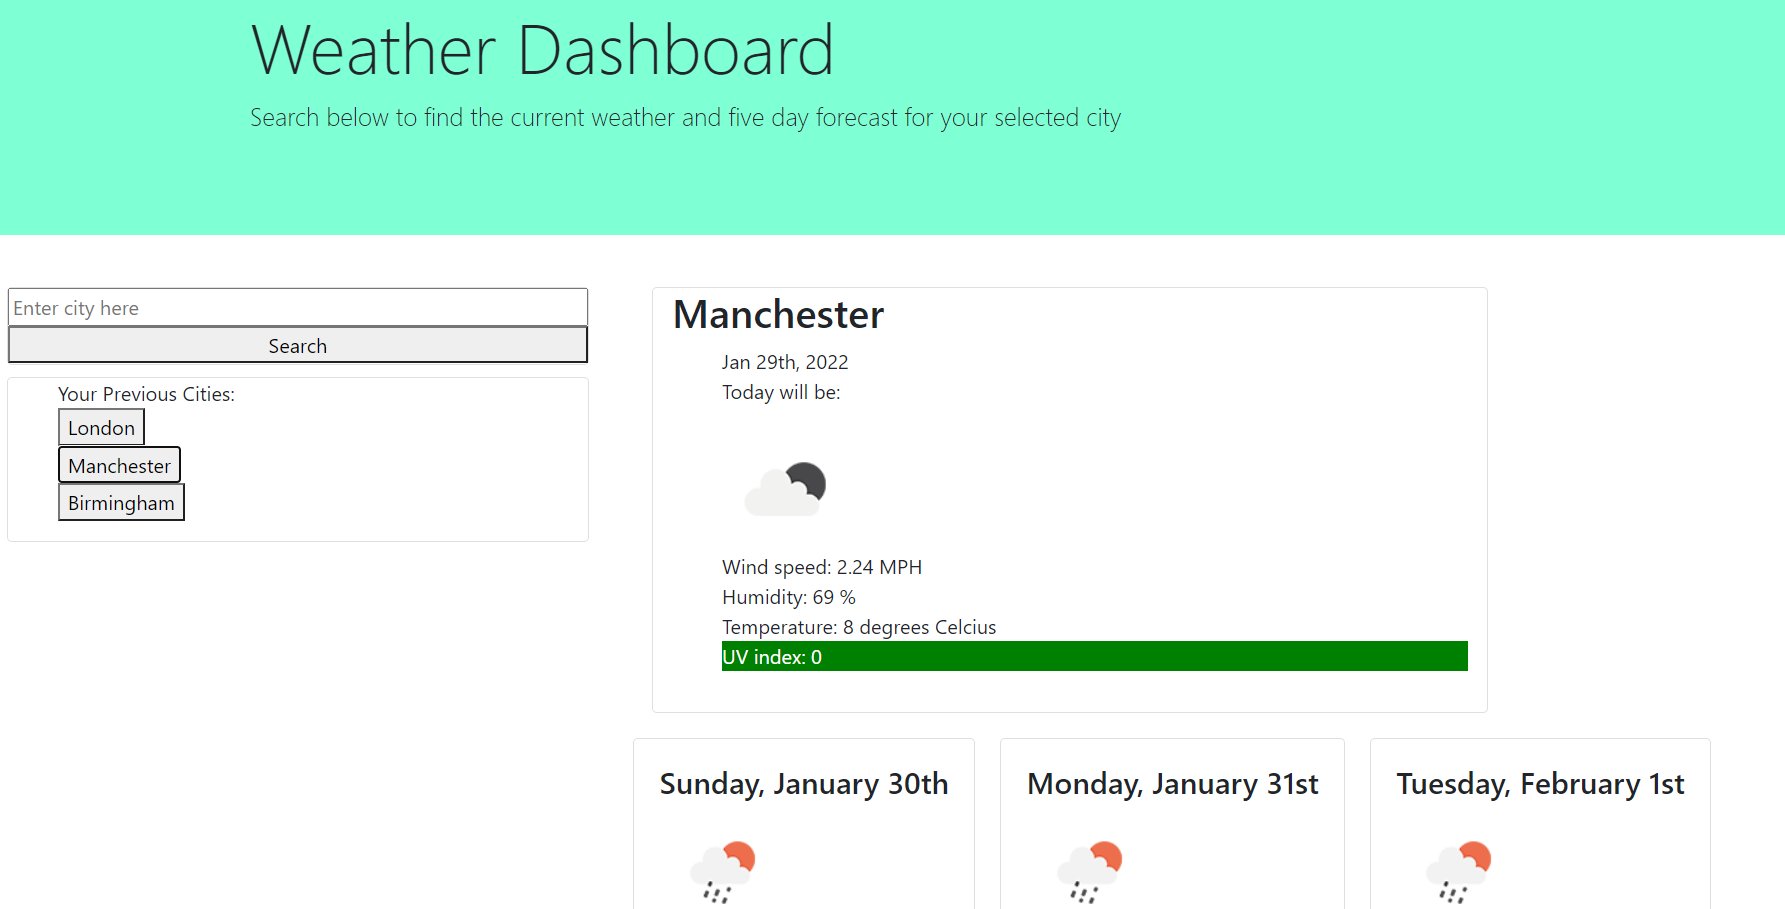 Weather Dashboard
Search below to find the current weather and five day forecast for your selected city
Enter city here
Search
Your Previous Cities:
London
Manchester
Birmingham
Manchester
Jan 29th, 2022
Today will be:
Wind speed: 2.24 MPH
Humidity: 69 %
Temperature: 8 degrees Celcius
UV index: 0
Sunday, January 30th
Monday, January 31st
Tuesday, February 1st